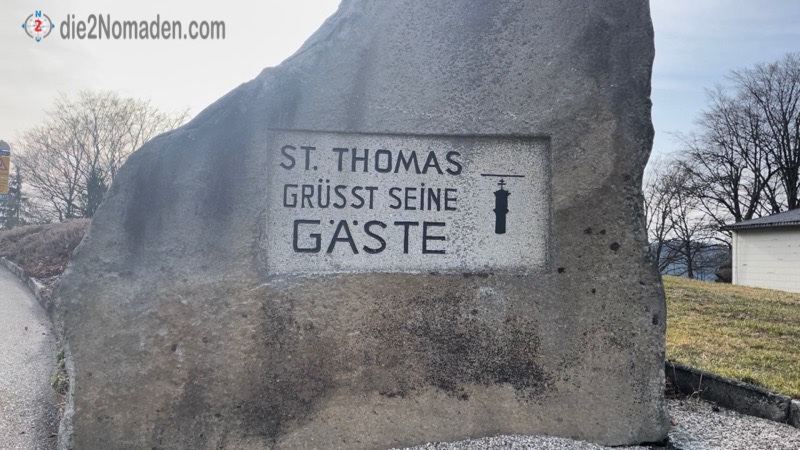 die2Nomaden.com
ST. THOMAS
GRÜSST SEINE
GÄSTE